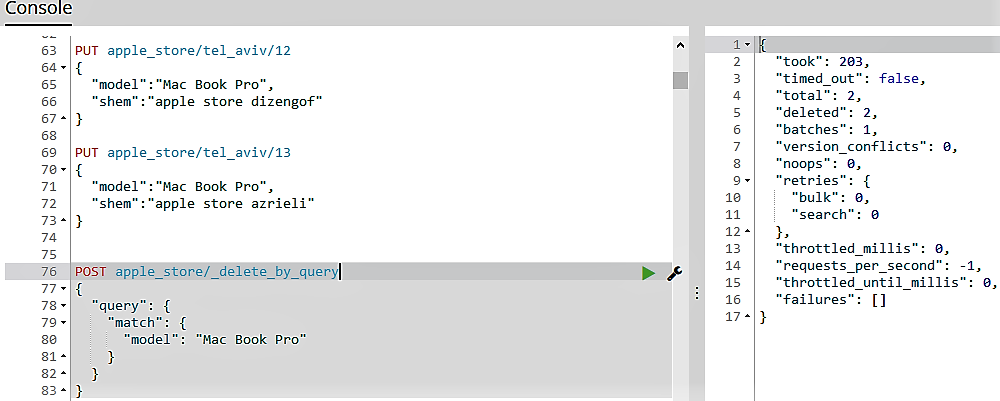 Console
63 PUT apple_store/tel_aviv/12
64 {
65 "model":"Mac Book Pro",
66 "shem":"apple store dizengof"
67 }
68
69 PUT apple_store/tel_aviv/13
70 {
71 "model":"Mac Book Pro",
72 "shem":"apple store azrieli"
73 }
74
75
76 POST apple_store/_delete_by_query
77 {
78 "query": {
79 "match": {
80 "model": "Mac Book Pro"
81 }
82 }
83 }
1 {
2 "took": 203,
3 "timed_out": false,
4 "total": 2,
5 "deleted": 2,
6 "batches": 1,
7 "version_conflicts": 0,
8 "noops": 0,
9 "retries": {
10 "bulk": 0,
11 "search": 0
12 },
13 "throttled_millis": 0,
14 "requests_per_second": -1,
15 "throttled_until_millis": 0,
16 "failures": []
17 }